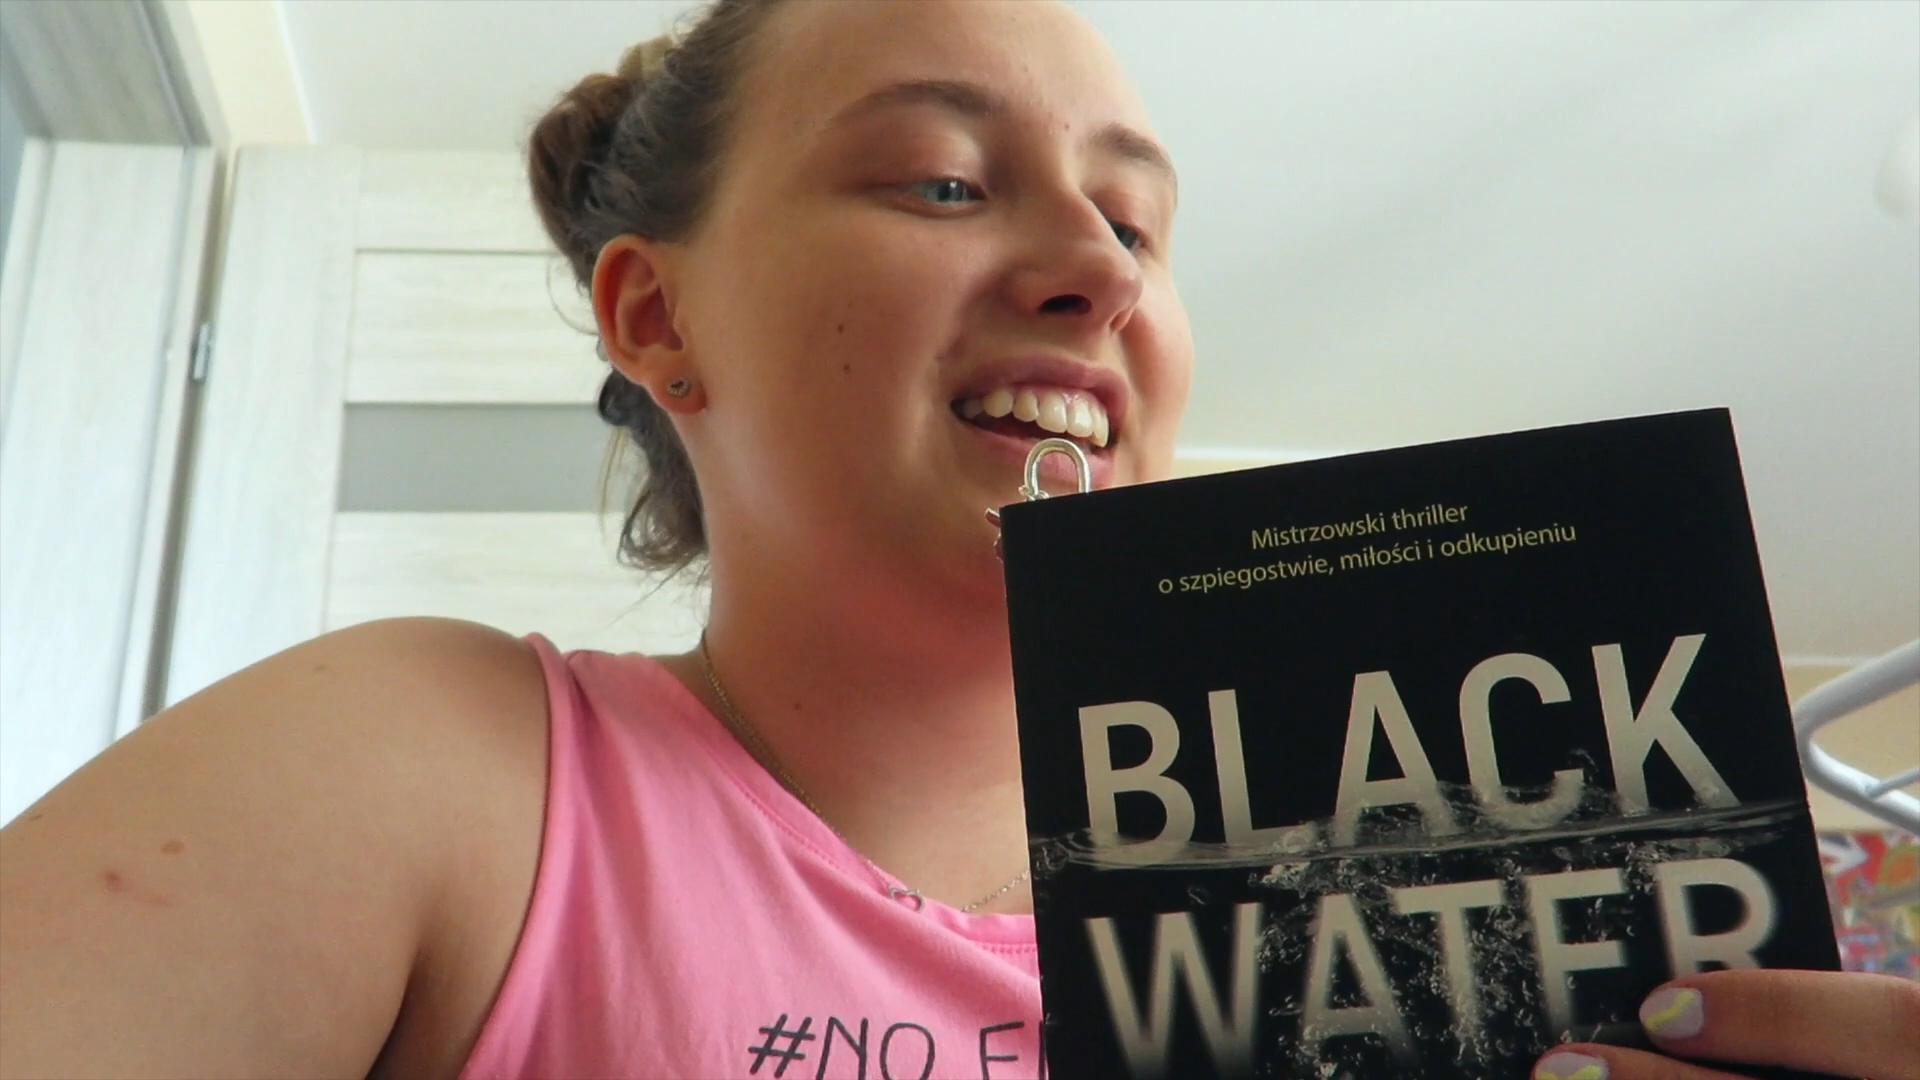 Mistrzowski thriller
o szpiegostwie, miłości i odkupieniu
BLACK
WATER
#NO